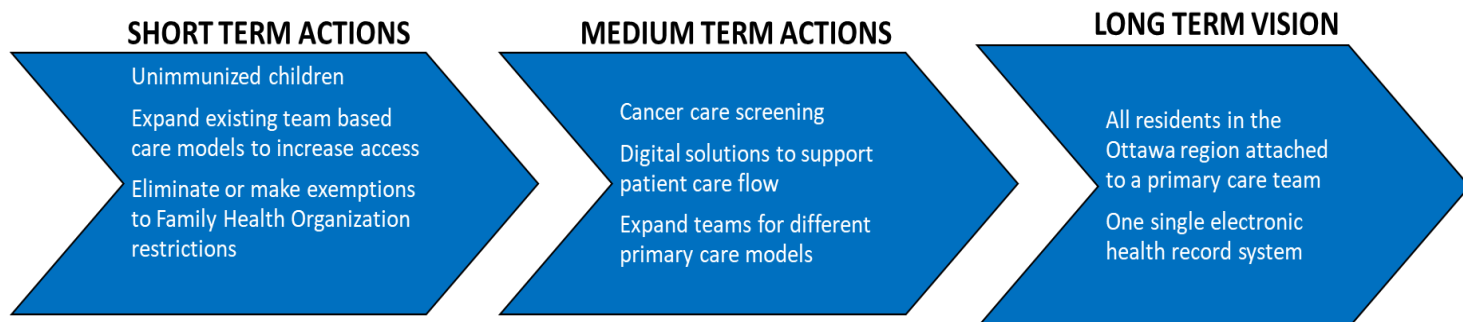 SHORT TERM ACTIONS
Unimmunized children
Expand existing team based
care models to increase access
Eliminate or make exemptions
to Family Health Organization
restrictions
MEDIUM TERM ACTIONS
Cancer care screening
Digital solutions to support
patient care flow
Expand teams for different
primary care models
LONG TERM VISION
All residents in the
Ottawa region attached
to a primary care team
One single electronic
health record system